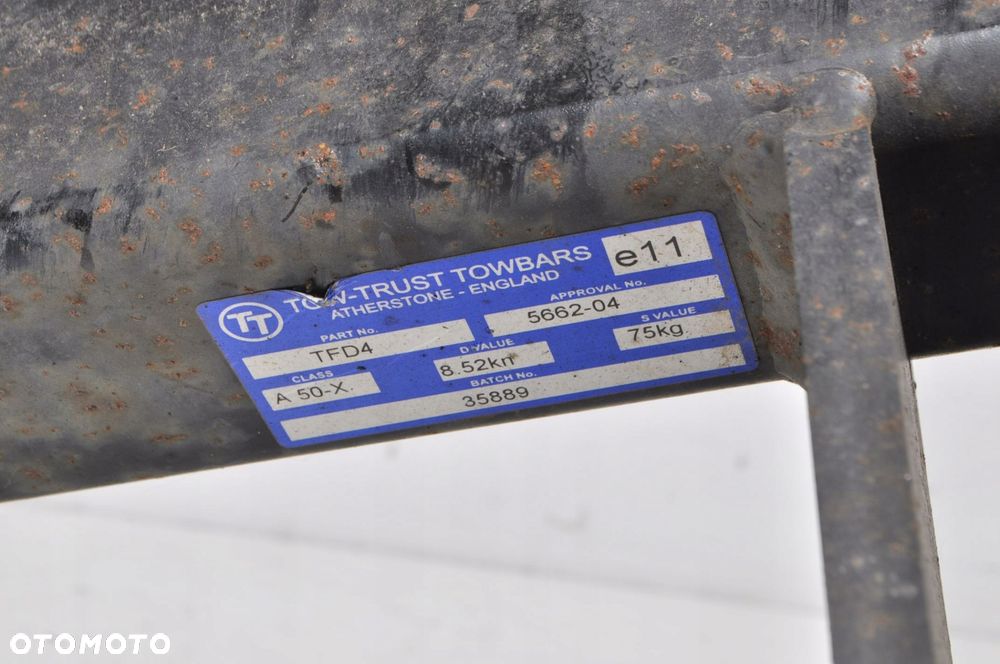 TT
TOW-TRUST TOWBARS
ATHERSTONE - ENGLAND
e11
PART No.
TFD4
APPROVAL No.
5662-04
CLASS
A 50-X
D VALUE
8.52kn
S VALUE
75kg
BATCH No.
35889
OTOMOTO